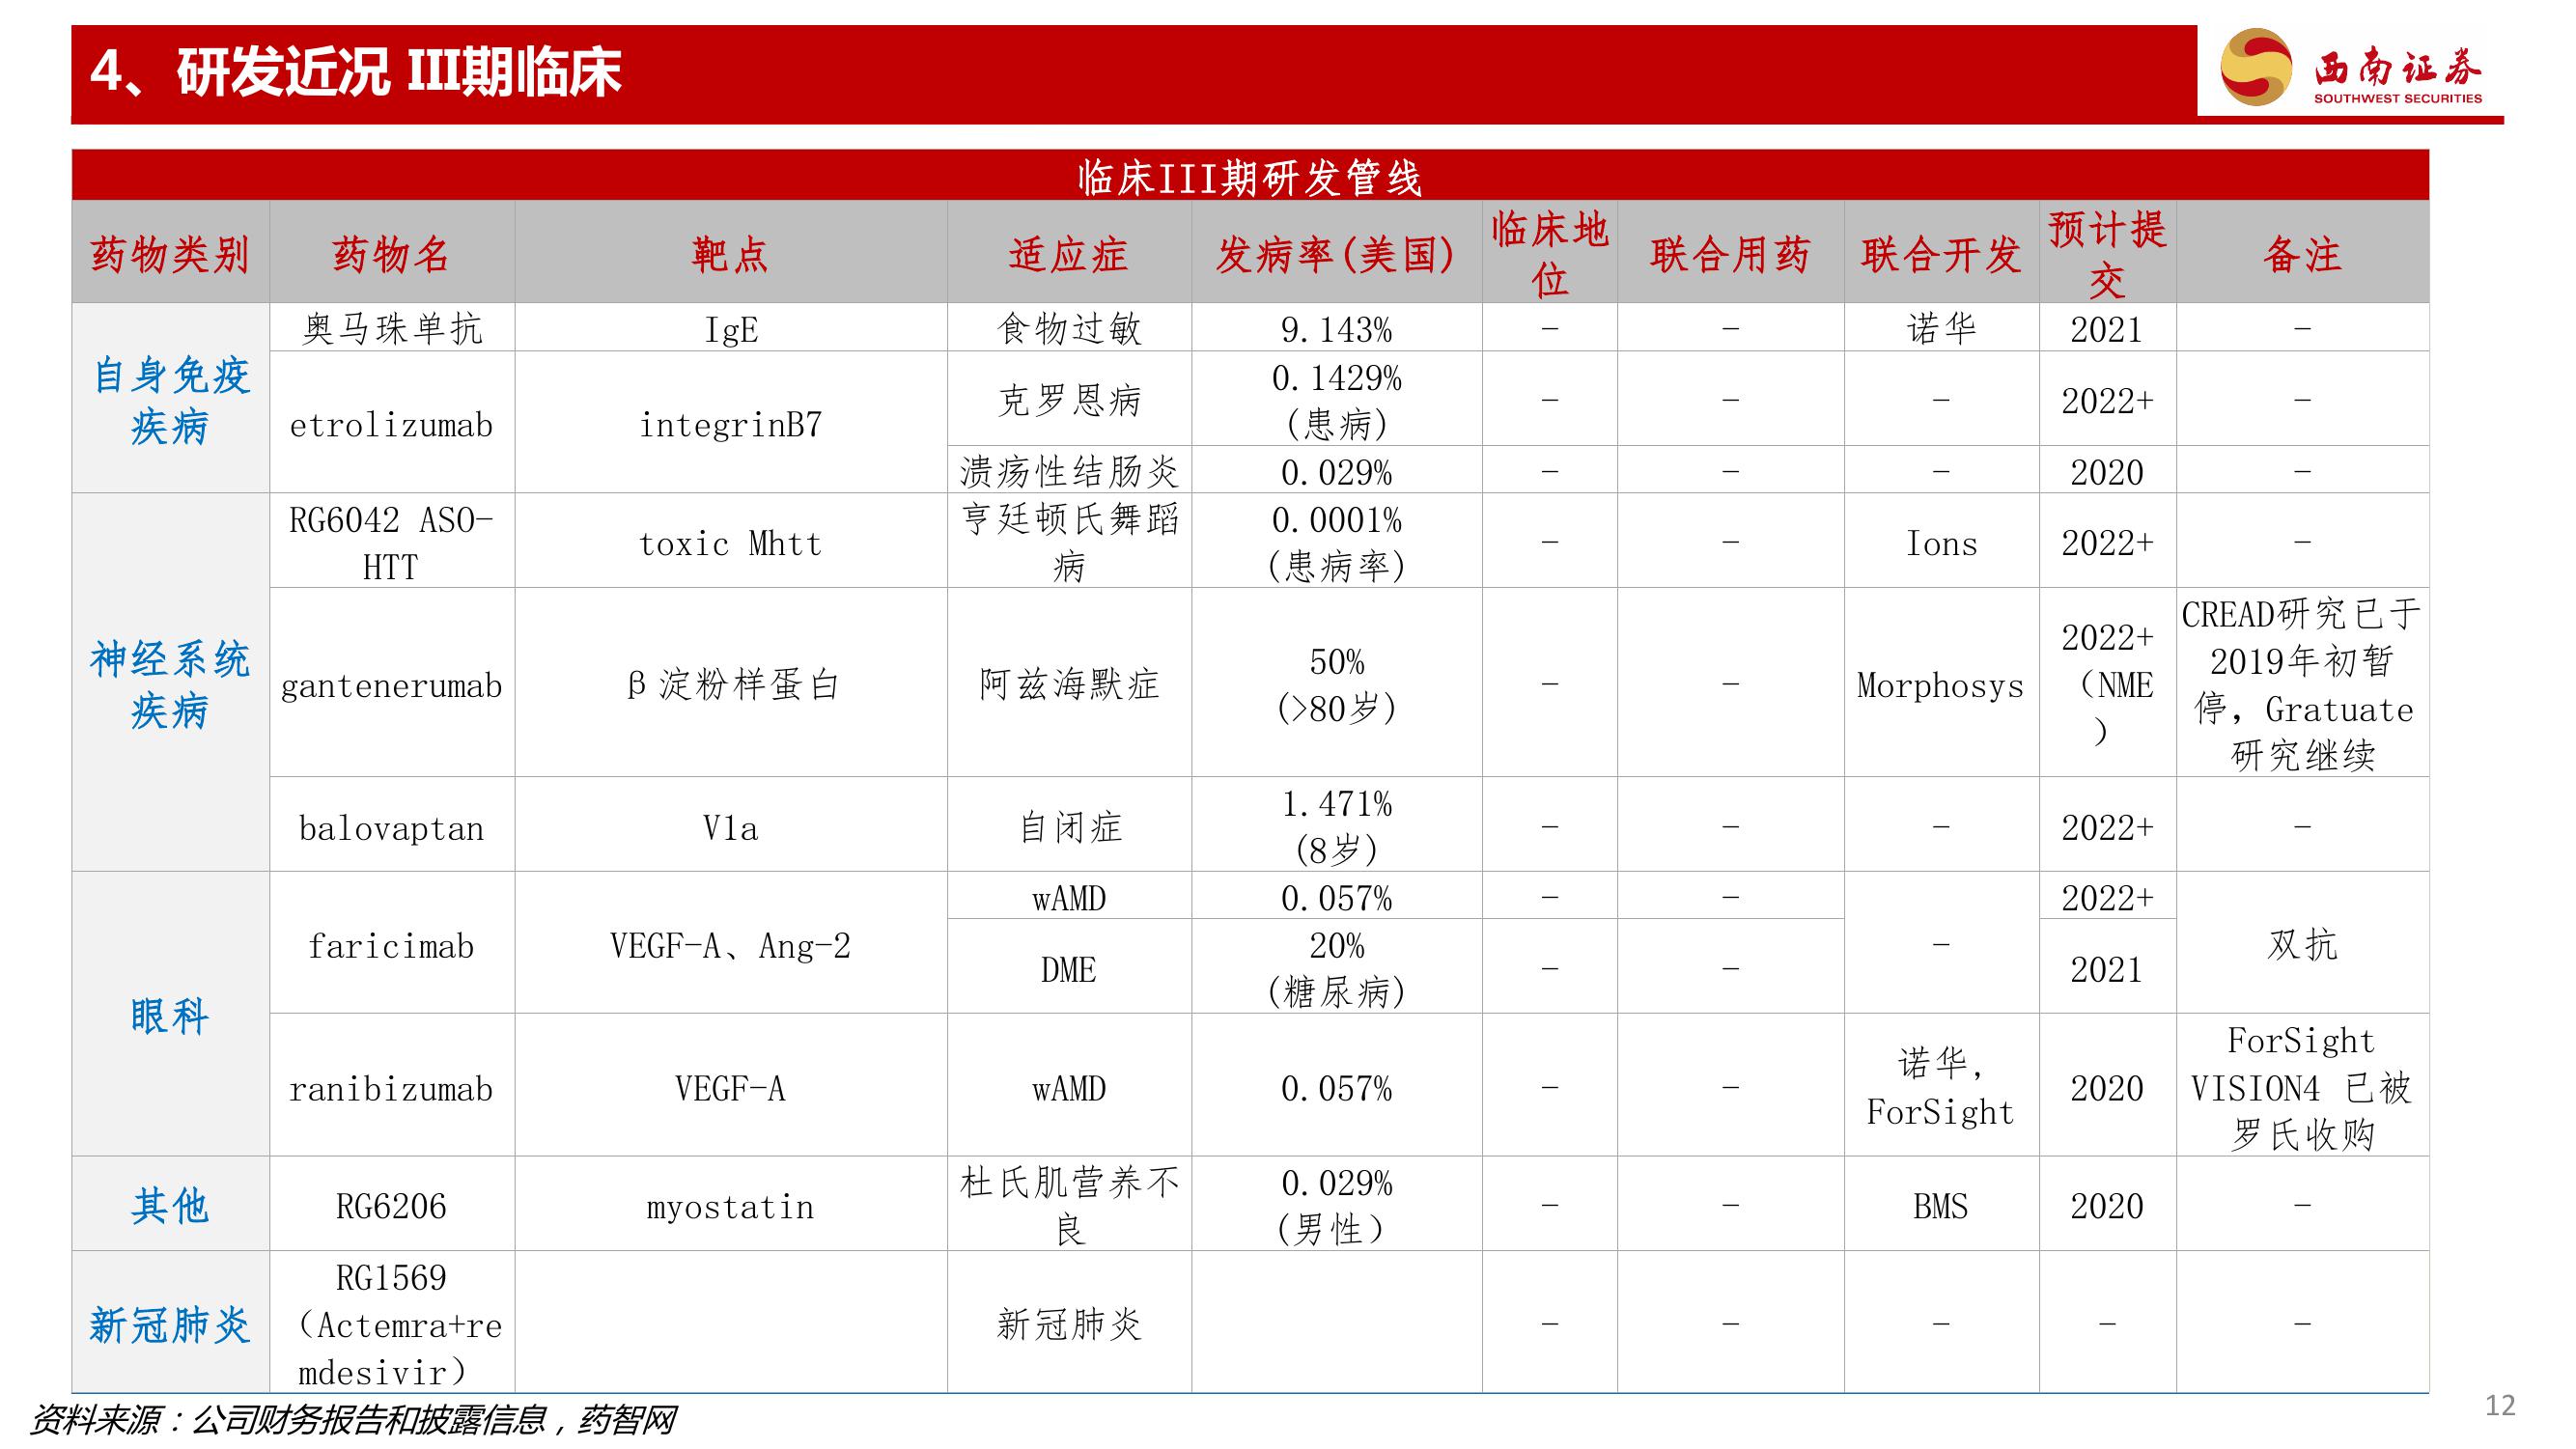 4、研发近况 III期临床
西南证券
SOUTHWEST SECURITIES
临床III期研发管线
药物类别 药物名 靶点 适应症 发病率(美国) 临床地位 联合用药 联合开发 预计提交 备注
自身免疫疾病 奥马珠单抗 IgE 食物过敏 9.143% - - 诺华 2021 -
etrolizumab integrinB7 克罗恩病 0.1429%(患病) - - - 2022+ -
溃疡性结肠炎 0.029% - - - 2020 -
神经系统疾病 RG6042 ASO-HTT toxic Mhtt 亨廷顿氏舞蹈病 0.0001%(患病率) - - Ions 2022+ -
gantenerumab β淀粉样蛋白 阿兹海默症 50%(>80岁) - - Morphosys 2022+（NME） CREAD研究已于2019年初暂停，Gratuate研究继续
balovaptan V1a 自闭症 1.471%(8岁) - - - 2022+ -
眼科 faricimab VEGF-A、Ang-2 wAMD 0.057% - - - 2022+ 双抗
DME 20%(糖尿病) - - 2021
ranibizumab VEGF-A wAMD 0.057% - - 诺华, ForSight 2020 ForSight VISION4 已被罗氏收购
其他 RG6206 myostatin 杜氏肌营养不良 0.029%(男性） - - BMS 2020 -
新冠肺炎 RG1569（Actemra+remdesivir） 新冠肺炎 - - - - -
资料来源：公司财务报告和披露信息，药智网
12